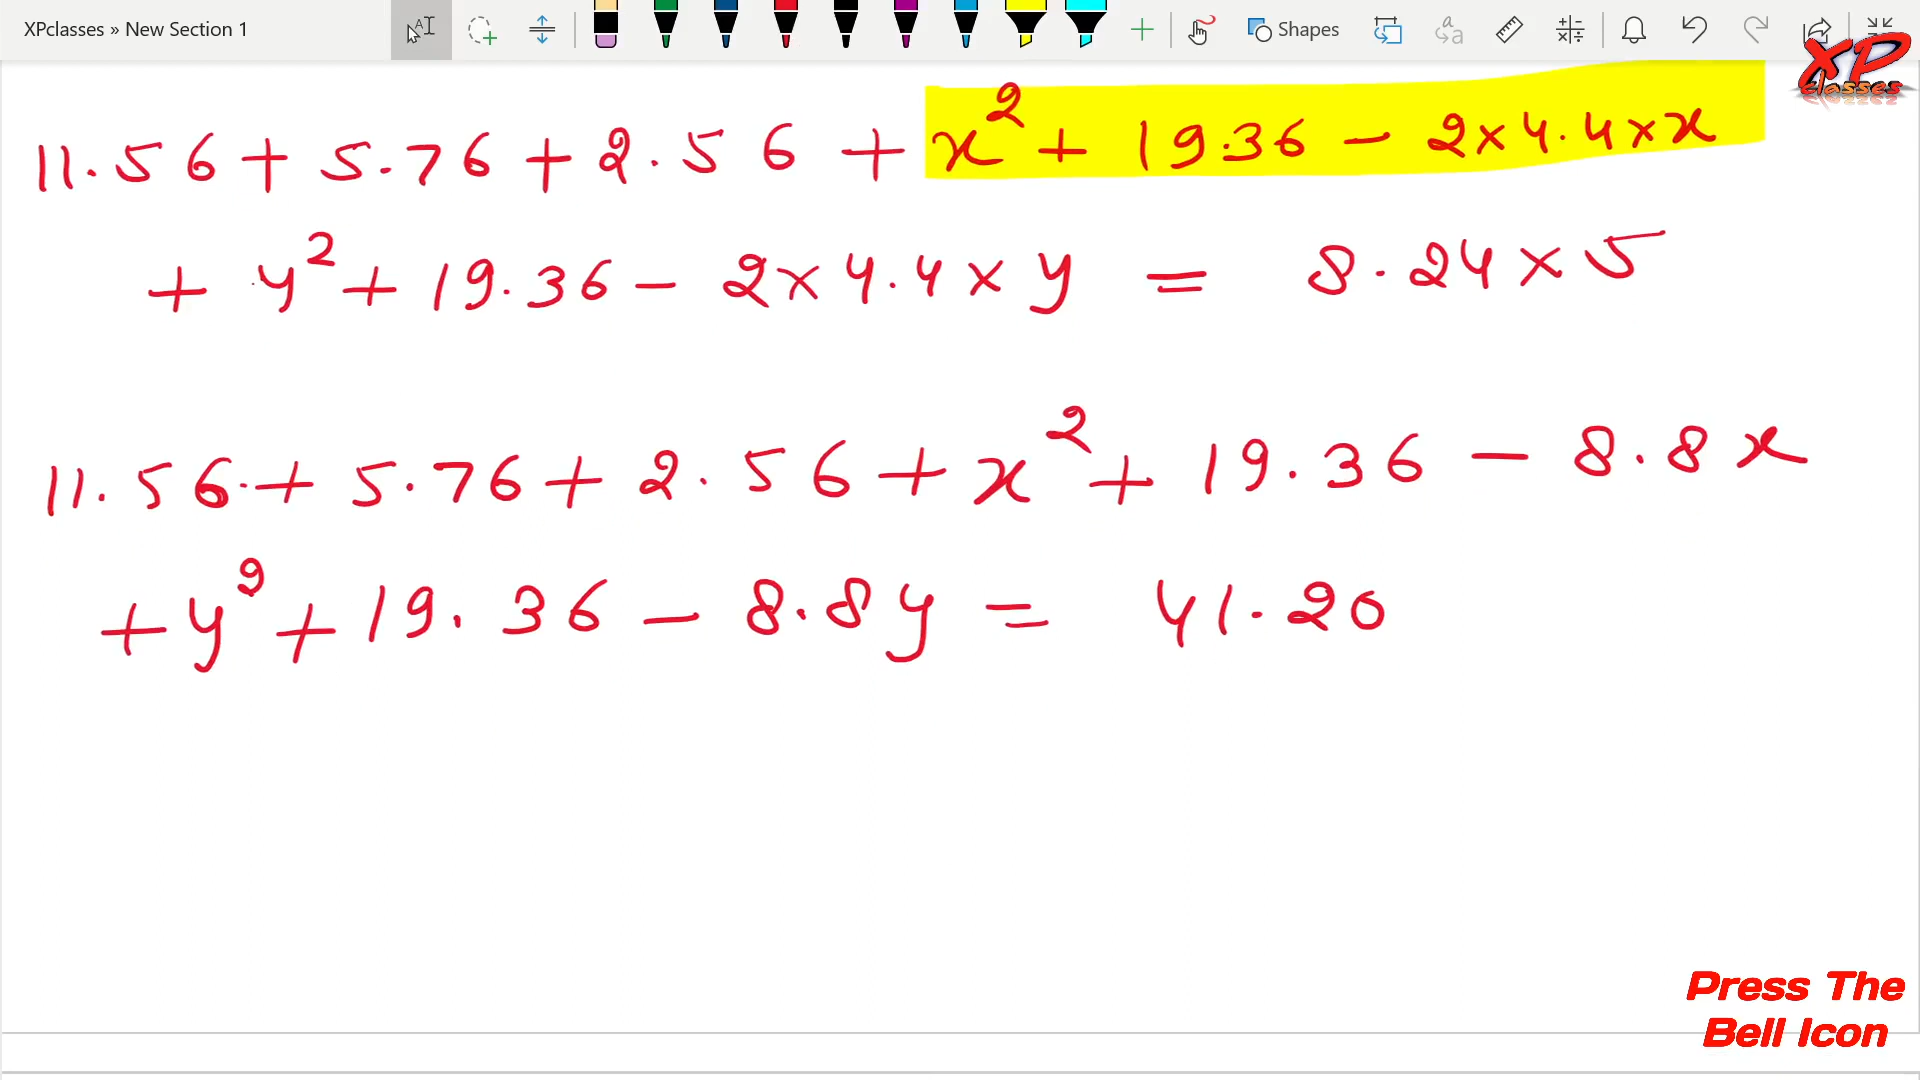 XPclasses » New Section 1
Shapes
XP
classes
11.56 + 5.76 + 2.56 + x² + 19.36 - 2×4.4×x
+ y² + 19.36 - 2×4.4×y = 8.24×5
11.56 + 5.76 + 2.56 + x² + 19.36 - 8.8x
+ y² + 19.36 - 8.8y = 41.20
Press The
Bell Icon